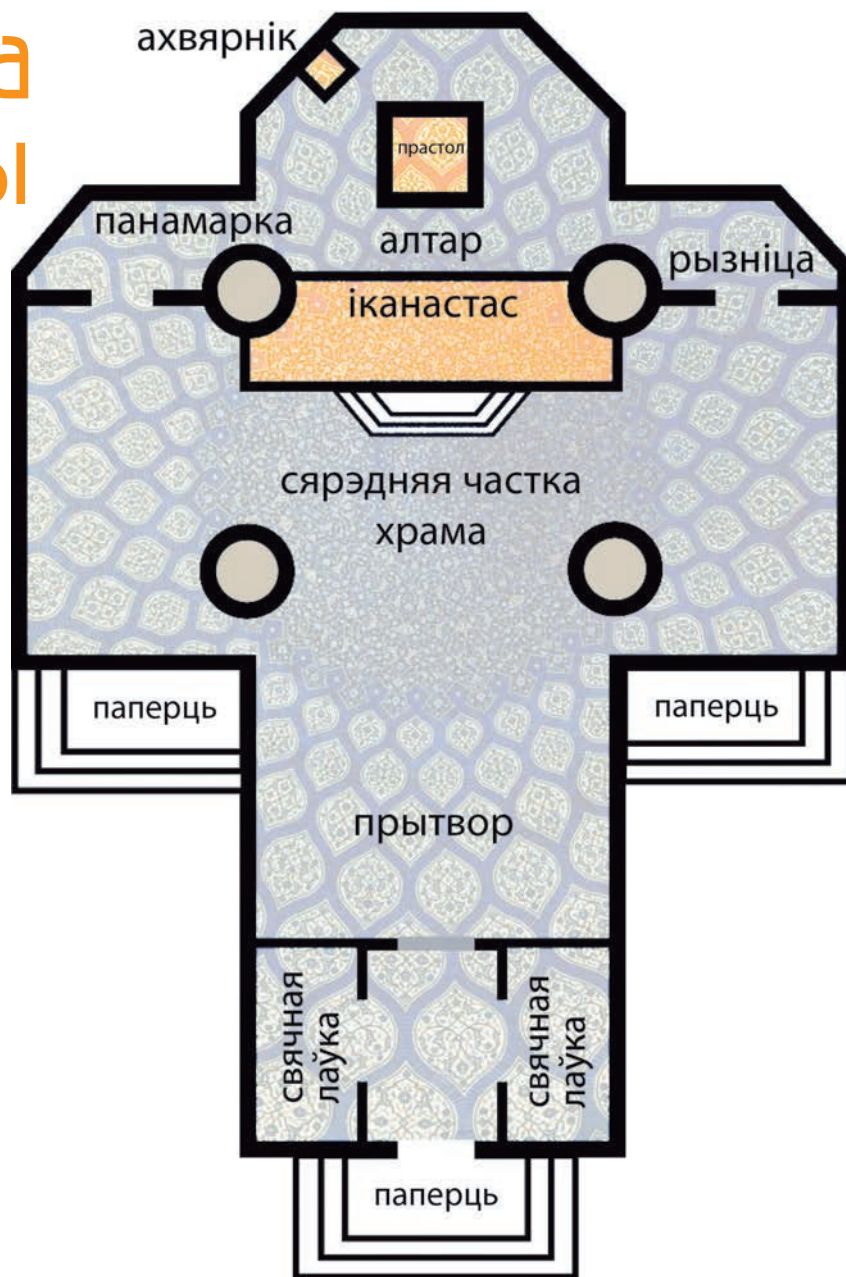 ахвярнік
прастол
панамарка
алтар
рызніца
іканастас
сярэдняя частка
храма
паперць
паперць
прытвор
свячная
лаўка
свячная
лаўка
паперць